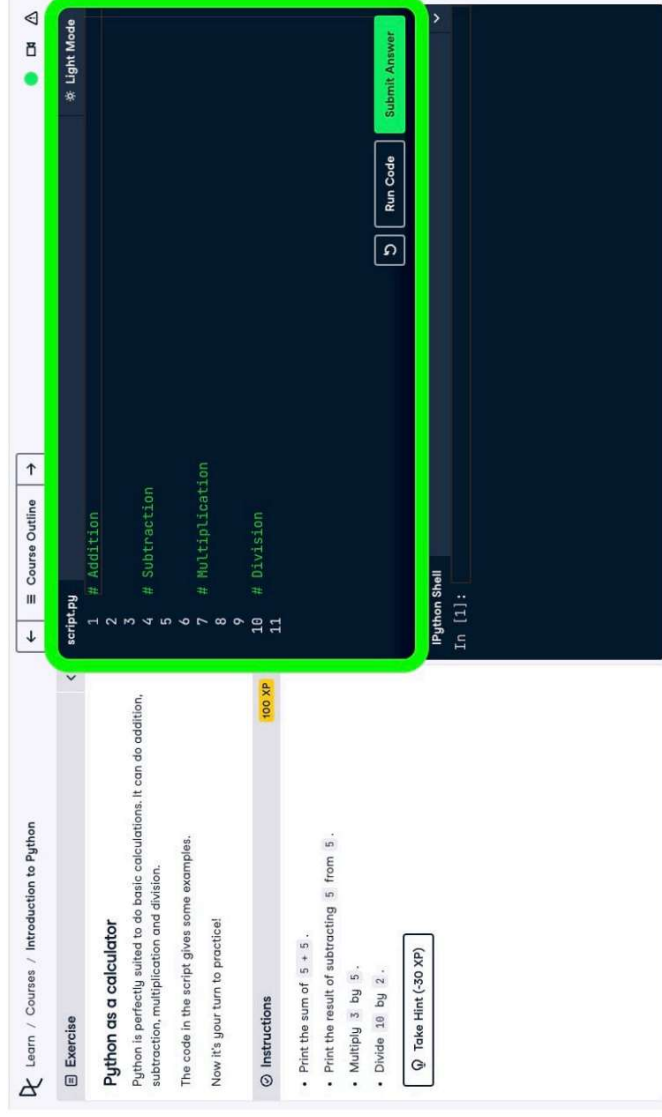 Learn / Courses / Introduction to Python
← ≡ Course Outline →
Exercise
Python as a calculator
Python is perfectly suited to do basic calculations. It can do addition,
subtraction, multiplication and division.
The code in the script gives some examples.
Now it's your turn to practice!
Instructions
100 XP
• Print the sum of 5 + 5 .
• Print the result of subtracting 5 from 5 .
• Multiply 3 by 5 .
• Divide 10 by 2 .
Take Hint (-30 XP)
script.py
Light Mode
1 # Addition
2
3
4 # Subtraction
5
6
7 # Multiplication
8
9
10 # Division
11
Run Code
Submit Answer
IPython Shell
In [1]: